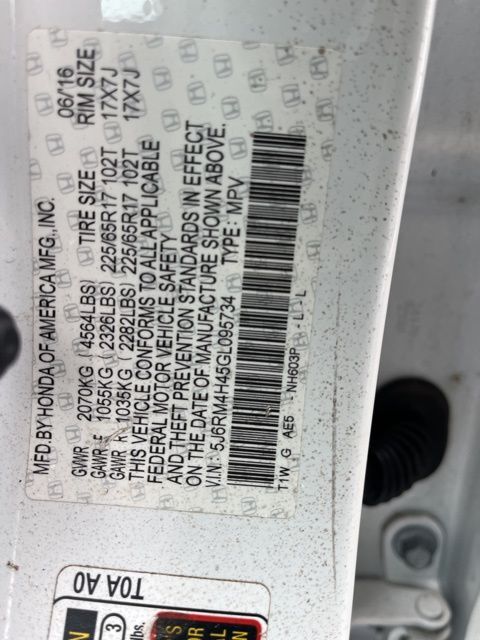 MFD.BY HONDA OF AMERICA MFG.,INC. 06/16
GVWR 2070KG ( 4564LBS) TIRE SIZE RIM SIZE
GAWR F 1055KG ( 2326LBS) 225/65R17 102T 17X7J
GAWR R 1035KG ( 2282LBS) 225/65R17 102T 17X7J
THIS VEHICLE CONFORMS TO ALL APPLICABLE
FEDERAL MOTOR VEHICLE SAFETY
AND THEFT PREVENTION STANDARDS IN EFFECT
ON THE DATE OF MANUFACTURE SHOWN ABOVE.
V.I.N: 5J6RM4H45GL095734 TYPE: MPV
T1W G AE5 NH603P - L - L
T0A A0
N
3
lbs.
S
R
L
N